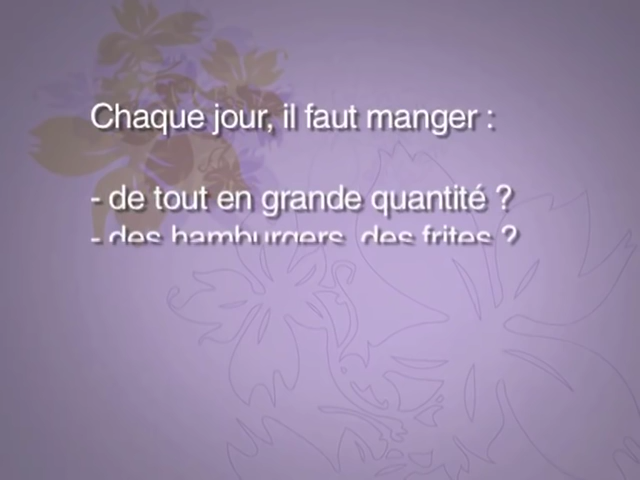 Chaque jour, il faut manger :
- de tout en grande quantité ?
- des hamburgers, des frites ?